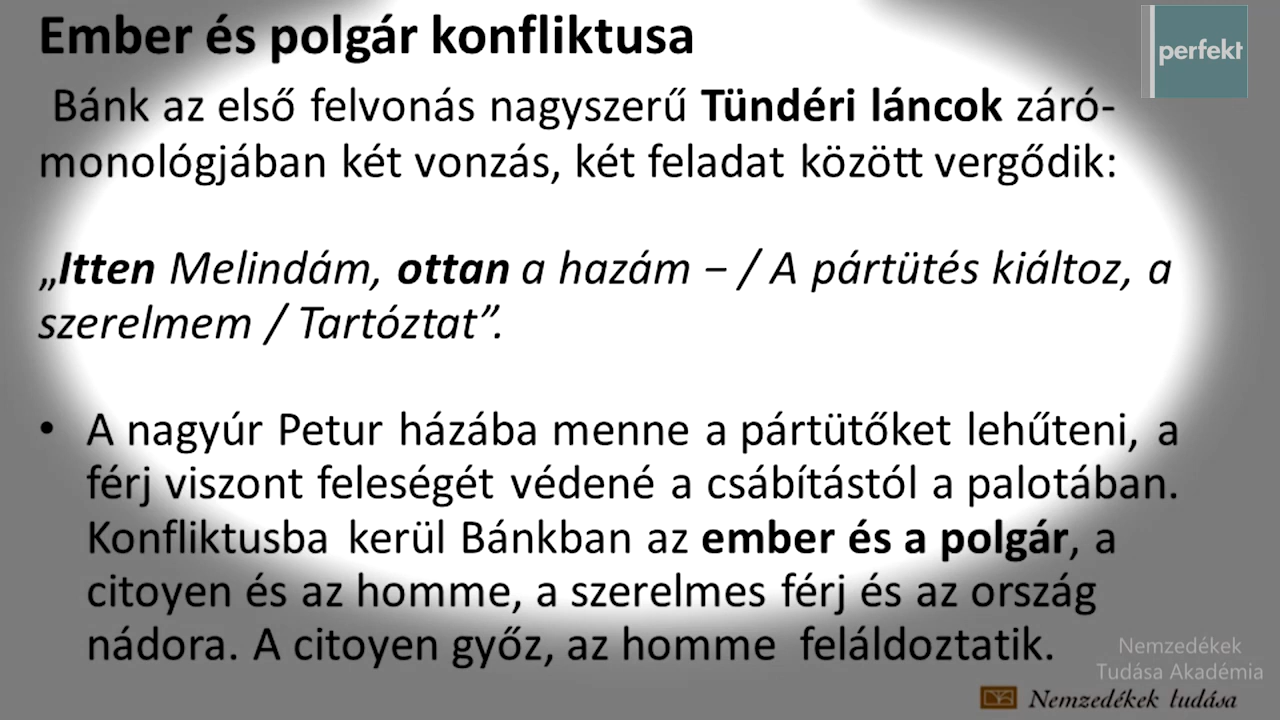 Ember és polgár konfliktusa
perfekt
Bánk az első felvonás nagyszerű Tündéri láncok záró-
monológjában két vonzás, két feladat között vergődik:
„Itten Melindám, ottan a hazám – / A pártütés kiáltoz, a
szerelmem / Tartóztat”.
• A nagyúr Petur házába menne a pártütőket lehűteni, a
férj viszont feleségét védené a csábítástól a palotában.
Konfliktusba kerül Bánkban az ember és a polgár, a
citoyen és az homme, a szerelmes férj és az ország
nádora. A citoyen győz, az homme feláldoztatik.
Nemzedékek
Tudása Akadémia
Nemzedékek tudása